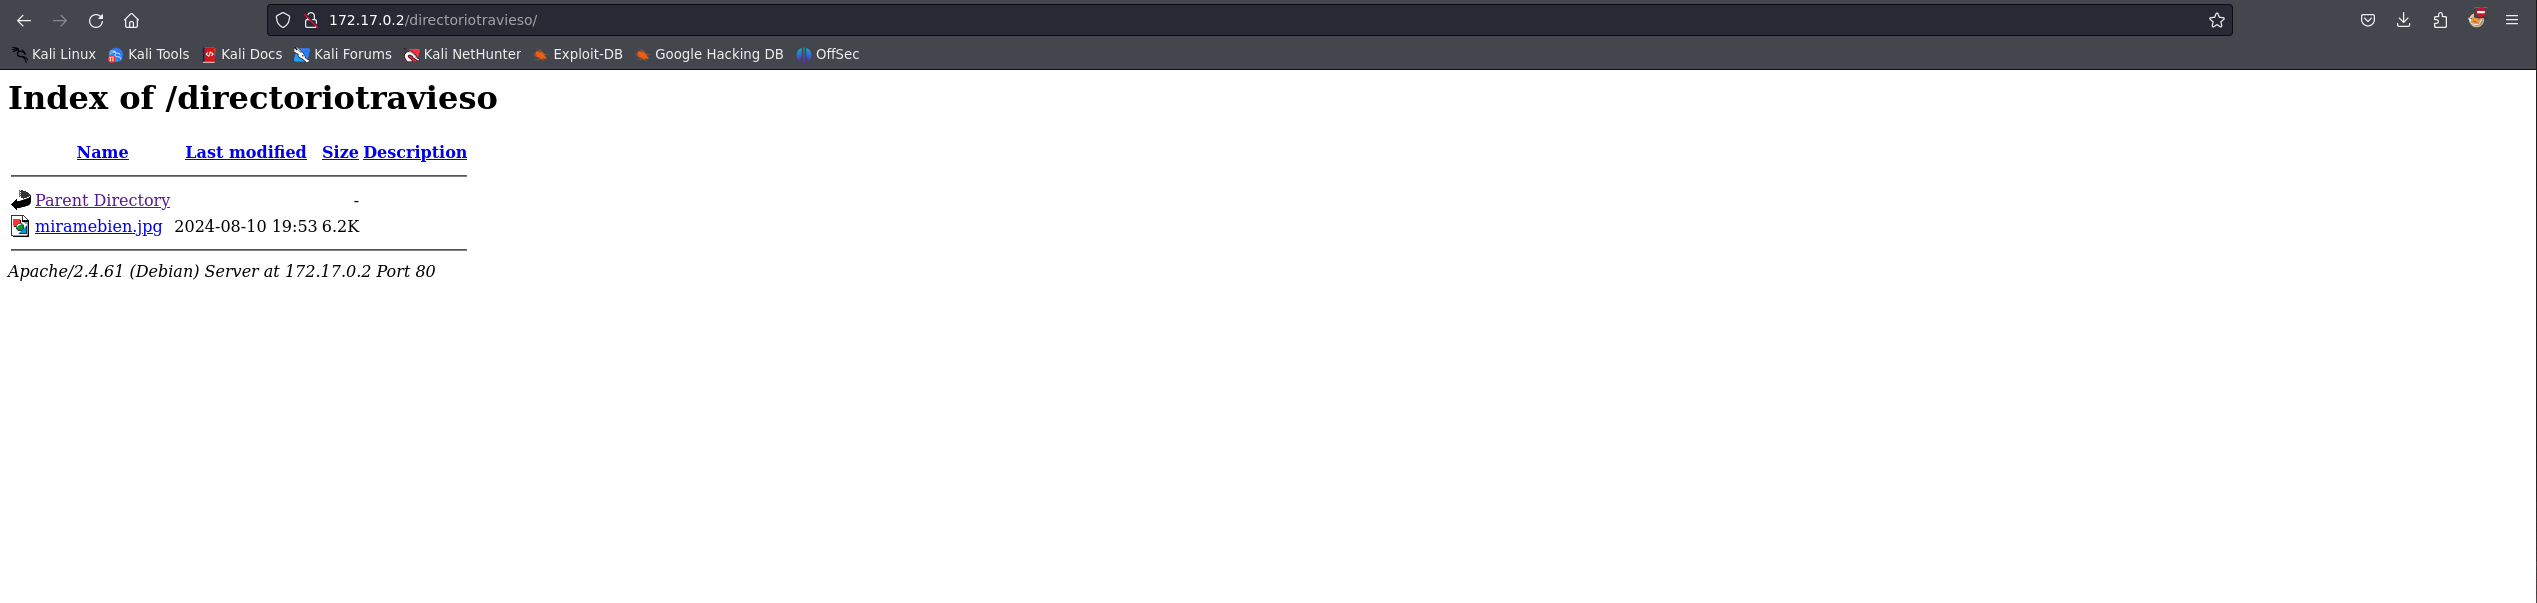 172.17.0.2/directoriotravieso/
Kali Linux Kali Tools Kali Docs Kali Forums Kali NetHunter Exploit-DB Google Hacking DB OffSec
Index of /directoriotravieso
Name Last modified Size Description
Parent Directory -
miramebien.jpg 2024-08-10 19:53 6.2K
Apache/2.4.61 (Debian) Server at 172.17.0.2 Port 80